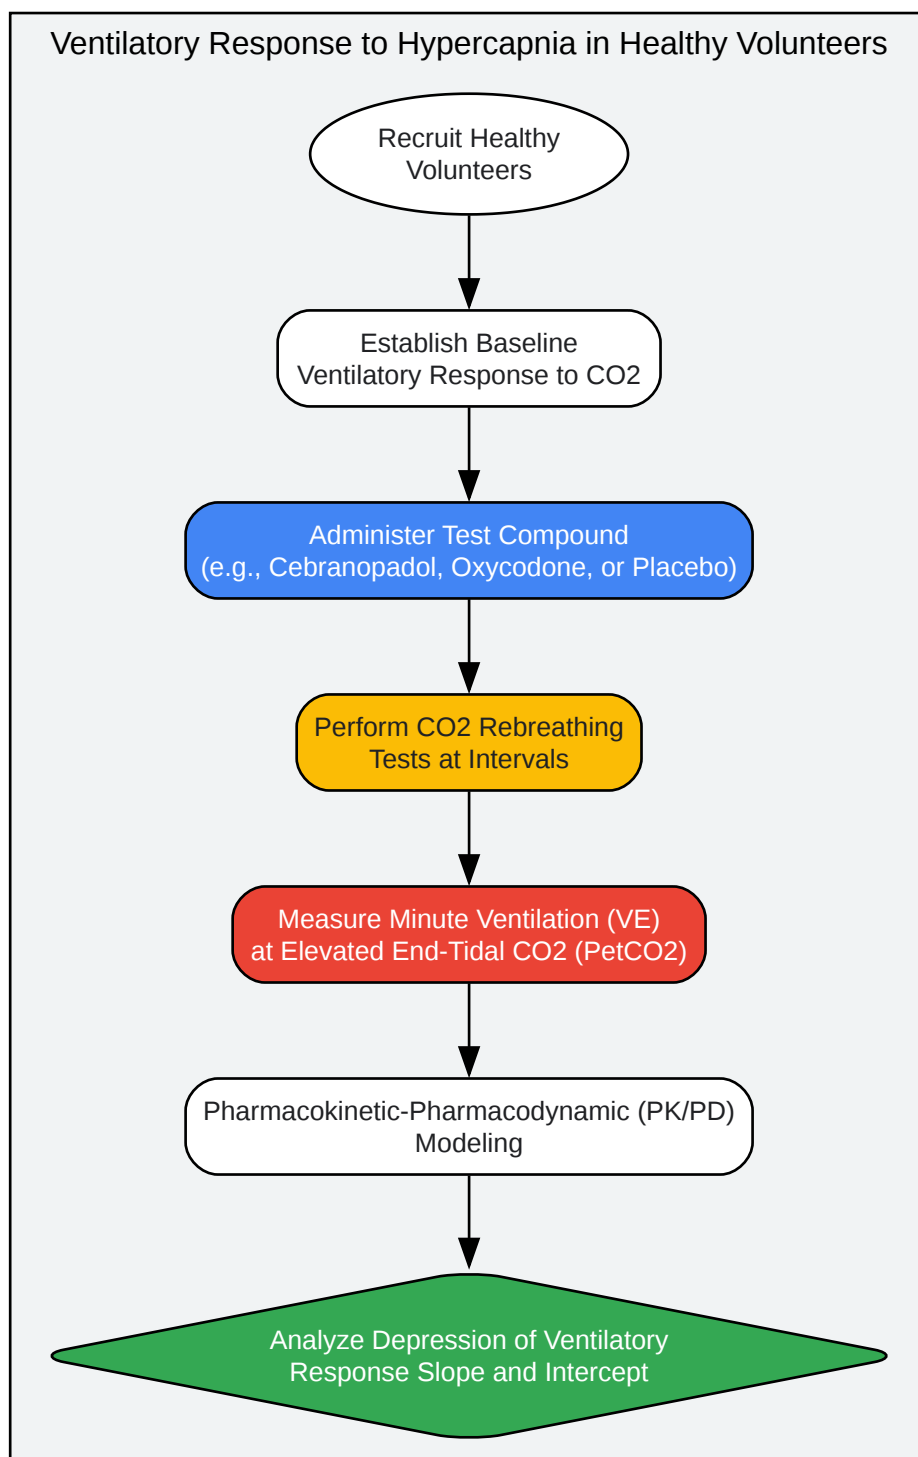 Ventilatory Response to Hypercapnia in Healthy Volunteers
Recruit Healthy
Volunteers
Establish Baseline
Ventilatory Response to CO2
Administer Test Compound
(e.g., Cebranopadol, Oxycodone, or Placebo)
Perform CO2 Rebreathing
Tests at Intervals
Measure Minute Ventilation (VE)
at Elevated End-Tidal CO2 (PetCO2)
Pharmacokinetic-Pharmacodynamic (PK/PD)
Modeling
Analyze Depression of Ventilatory
Response Slope and Intercept